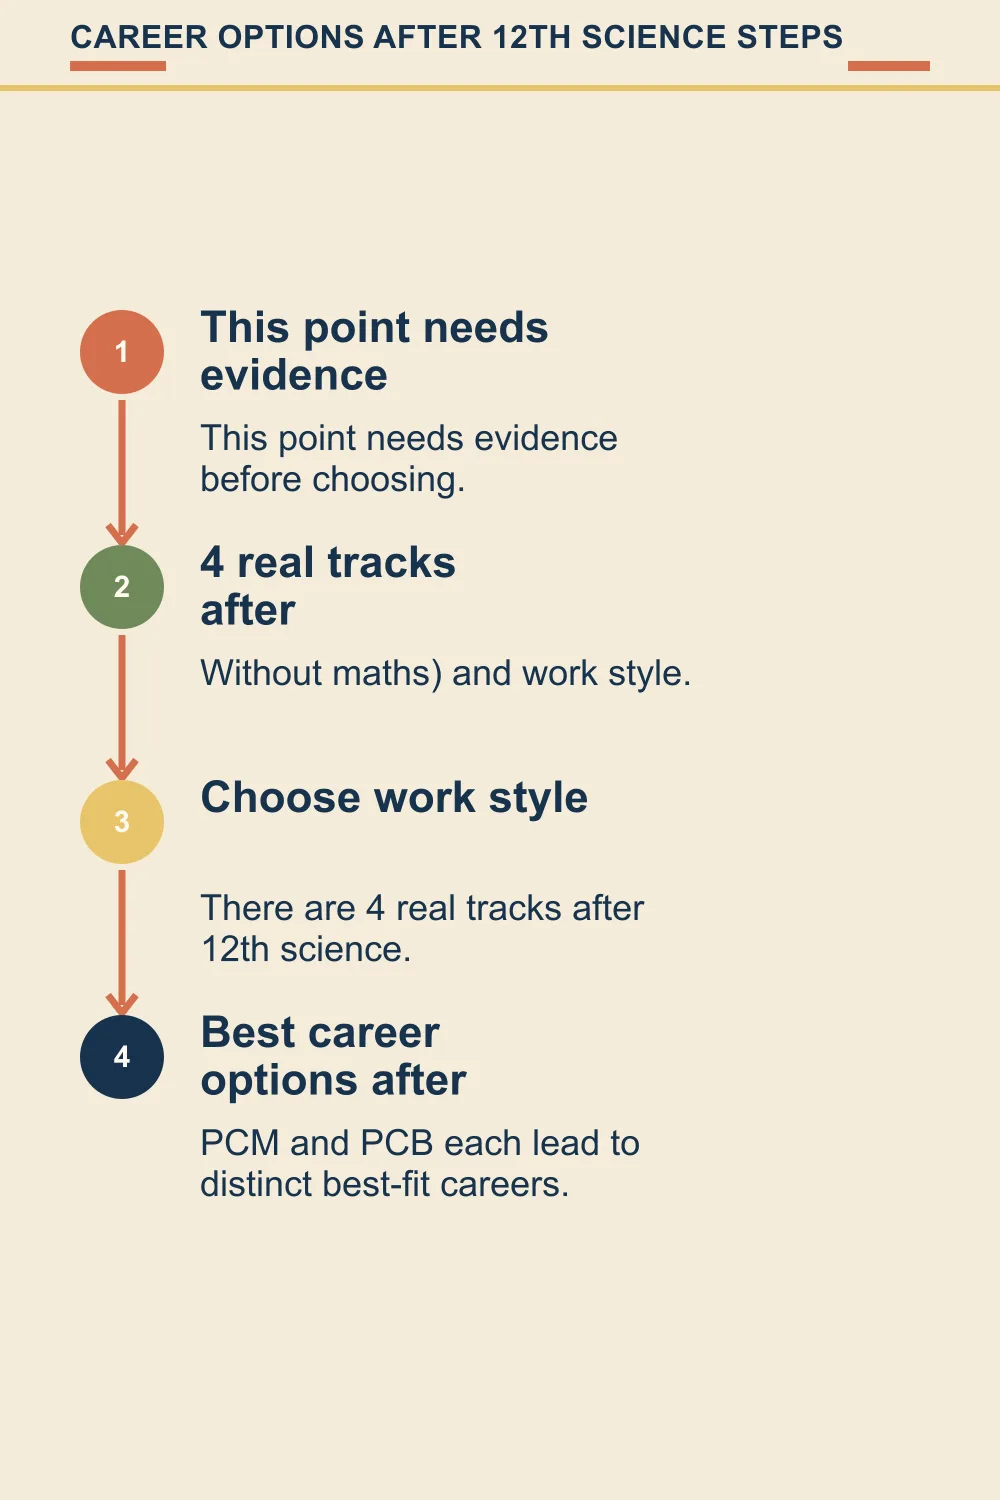 CAREER OPTIONS AFTER 12TH SCIENCE STEPS
1
This point needs
evidence
This point needs evidence
before choosing.
2
4 real tracks
after
Without maths) and work style.
3
Choose work style
There are 4 real tracks after
12th science.
4
Best career
options after
PCM and PCB each lead to
distinct best-fit careers.